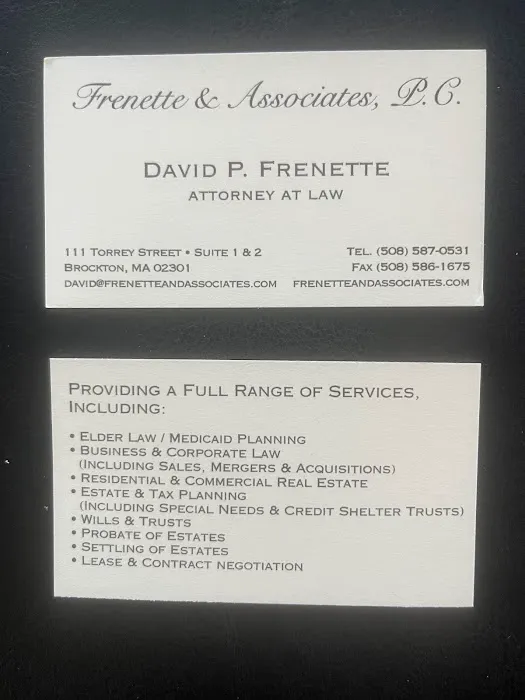 Frenette & Associates, P.C.
DAVID P. FRENETTE
ATTORNEY AT LAW
111 TORREY STREET • SUITE 1 & 2
TEL. (508) 587-0531
BROCKTON, MA 02301
FAX (508) 586-1675
DAVID@FRENETTEANDASSOCIATES.COM
FRENETTEANDASSOCIATES.COM
PROVIDING A FULL RANGE OF SERVICES,
INCLUDING:
• ELDER LAW / MEDICAID PLANNING
• BUSINESS & CORPORATE LAW
(INCLUDING SALES, MERGERS & ACQUISITIONS)
• RESIDENTIAL & COMMERCIAL REAL ESTATE
• ESTATE & TAX PLANNING
(INCLUDING SPECIAL NEEDS & CREDIT SHELTER TRUSTS)
• WILLS & TRUSTS
• PROBATE OF ESTATES
• SETTLING OF ESTATES
• LEASE & CONTRACT NEGOTIATION